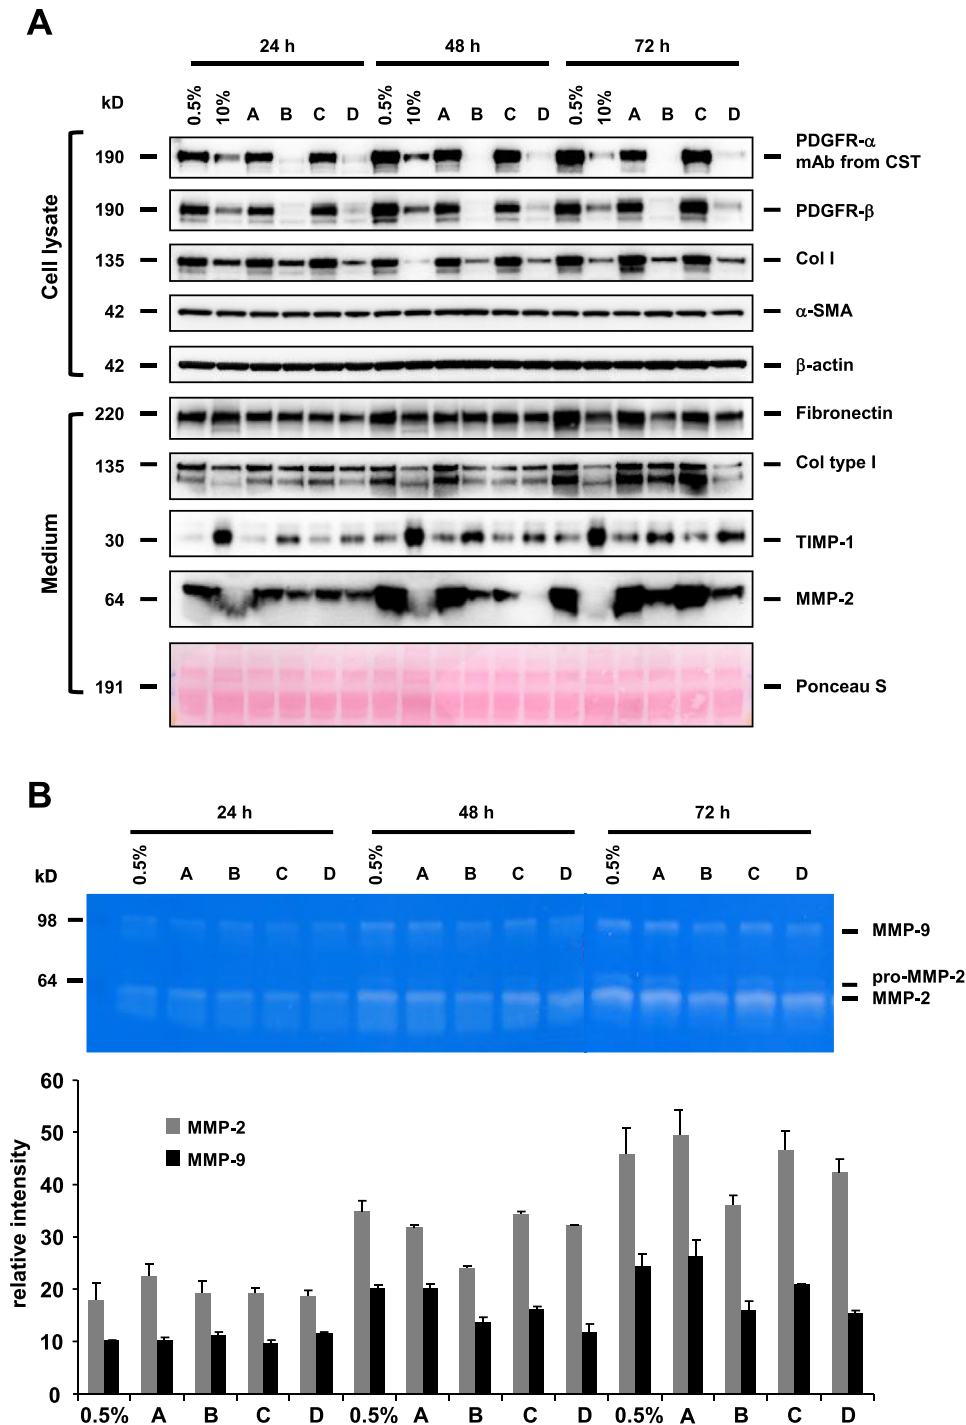 A
24 h 48 h 72 h
kD 0.5% 10% A B C D 0.5% 10% A B C D 0.5% 10% A B C D
Cell lysate
190 PDGFR-α
mAb from CST
190 PDGFR-β
135 Col I
42 α-SMA
42 β-actin
Medium
220 Fibronectin
135 Col type I
30 TIMP-1
64 MMP-2
191 Ponceau S
B
24 h 48 h 72 h
kD 0.5% A B C D 0.5% A B C D 0.5% A B C D
98 MMP-9
64 pro-MMP-2
MMP-2
relative intensity
60
50
40
30
20
10
0
MMP-2
MMP-9
0.5% A B C D 0.5% A B C D 0.5% A B C D